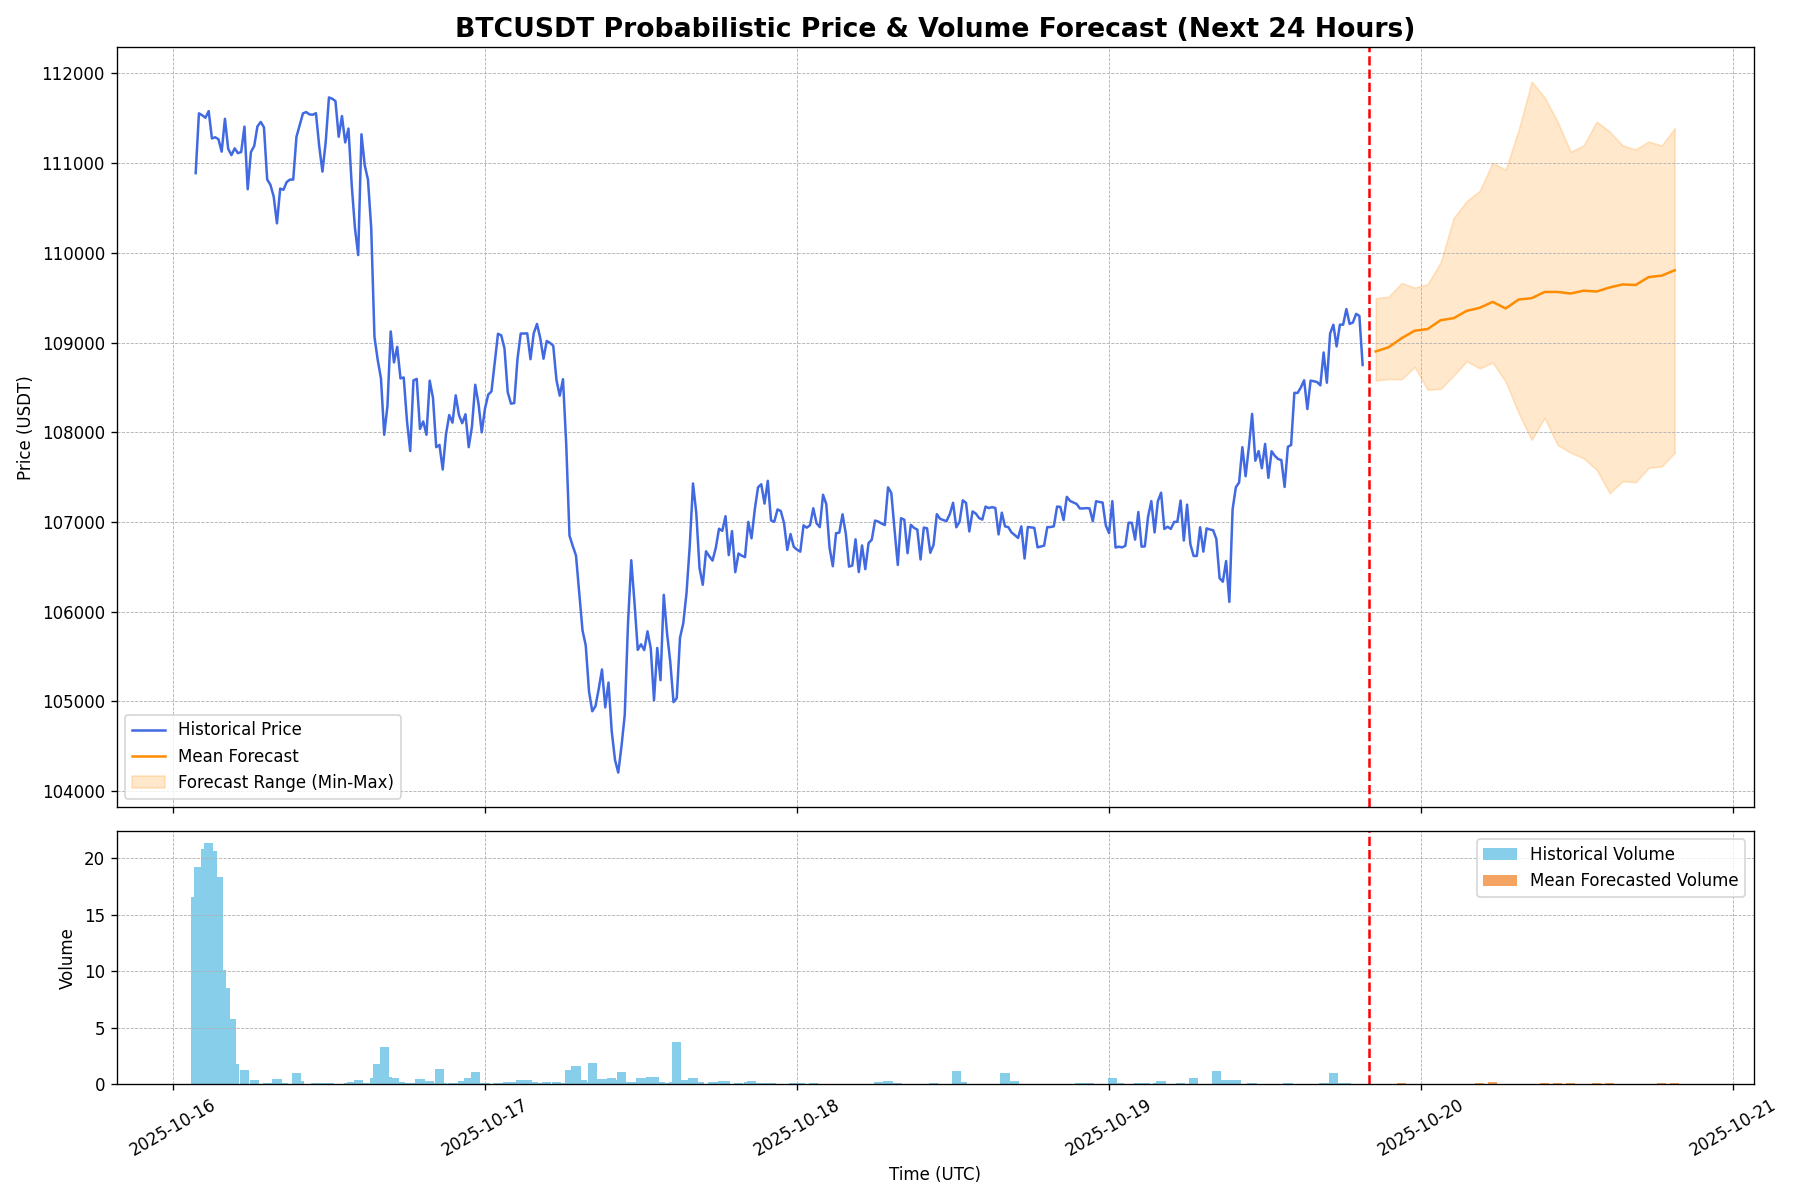 BTCUSDT Probabilistic Price & Volume Forecast (Next 24 Hours)
112000
111000
110000
109000
108000
107000
106000
105000
104000
Price (USDT)
Historical Price
Mean Forecast
Forecast Range (Min-Max)
20
15
10
5
0
Volume
Historical Volume
Mean Forecasted Volume
2025-10-16
2025-10-17
2025-10-18
2025-10-19
2025-10-20
2025-10-21
Time (UTC)